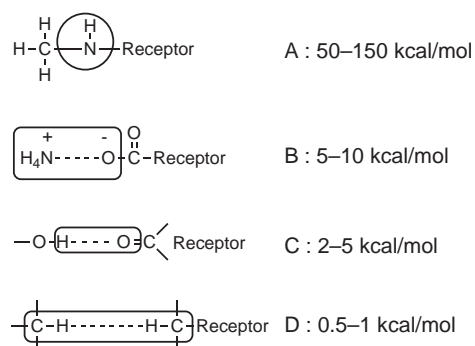 H H
H-C-N-Receptor A : 50–150 kcal/mol
H
+ - O
H₄N-----O-C-Receptor B : 5–10 kcal/mol
-O-H----O=C Receptor C : 2–5 kcal/mol
-C-H--------H-C-Receptor D : 0.5–1 kcal/mol